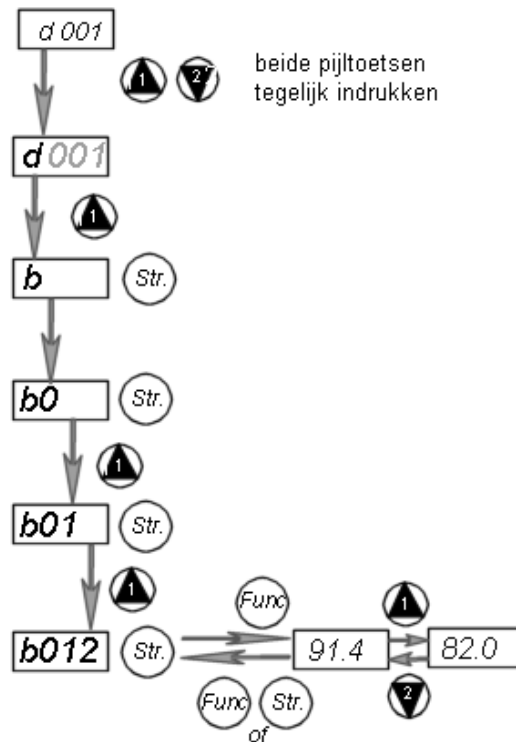 d 001
1 2 beide pijltoetsen
tegelijk indrukken
d 001
1
b Str.
b0 Str.
1
b01 Str.
1
Func 1
b012 Str. 91.4 82.0
Func Str. 2
of